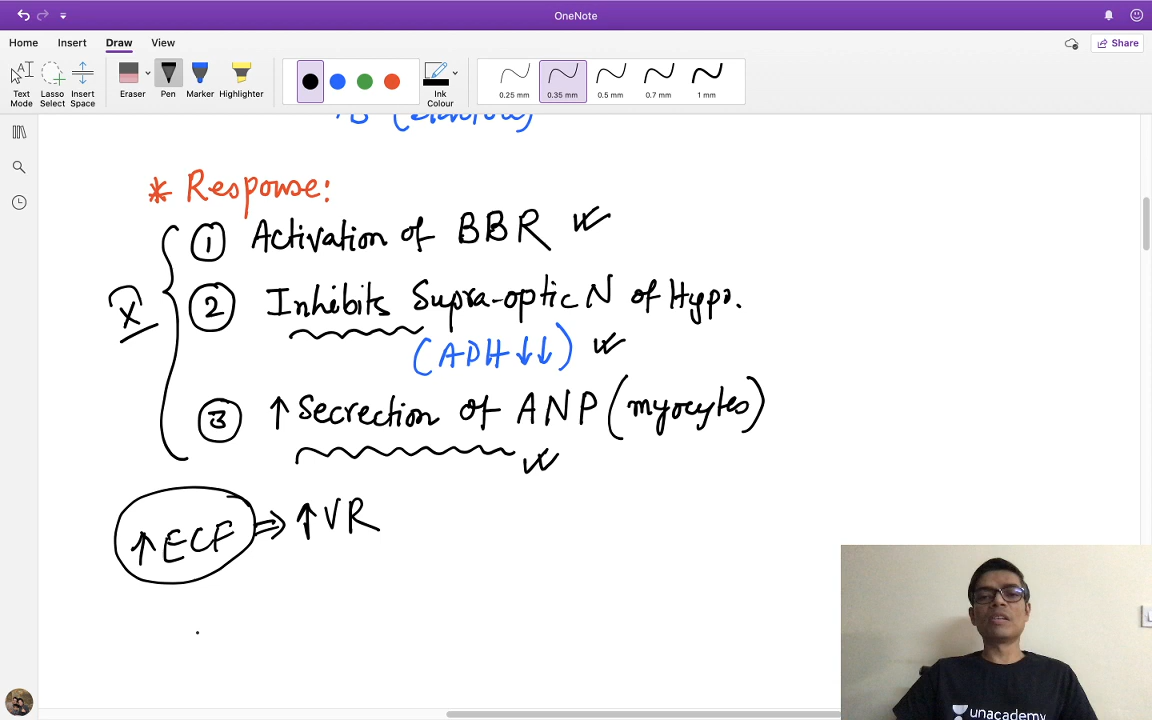 OneNote
Home Insert Draw View
Share
Text Mode
Lasso Select
Insert Space
Eraser
Pen
Marker
Highlighter
Ink Colour
0.25 mm 0.35 mm 0.5 mm 0.7 mm 1 mm
* Response:
① Activation of BBR
② Inhibits Supra-optic N of Hypo.
(ADH↓↓)
③ ↑ Secretion of ANP (myocytes)
X
↑ECF ⇒ ↑VR
unacademy